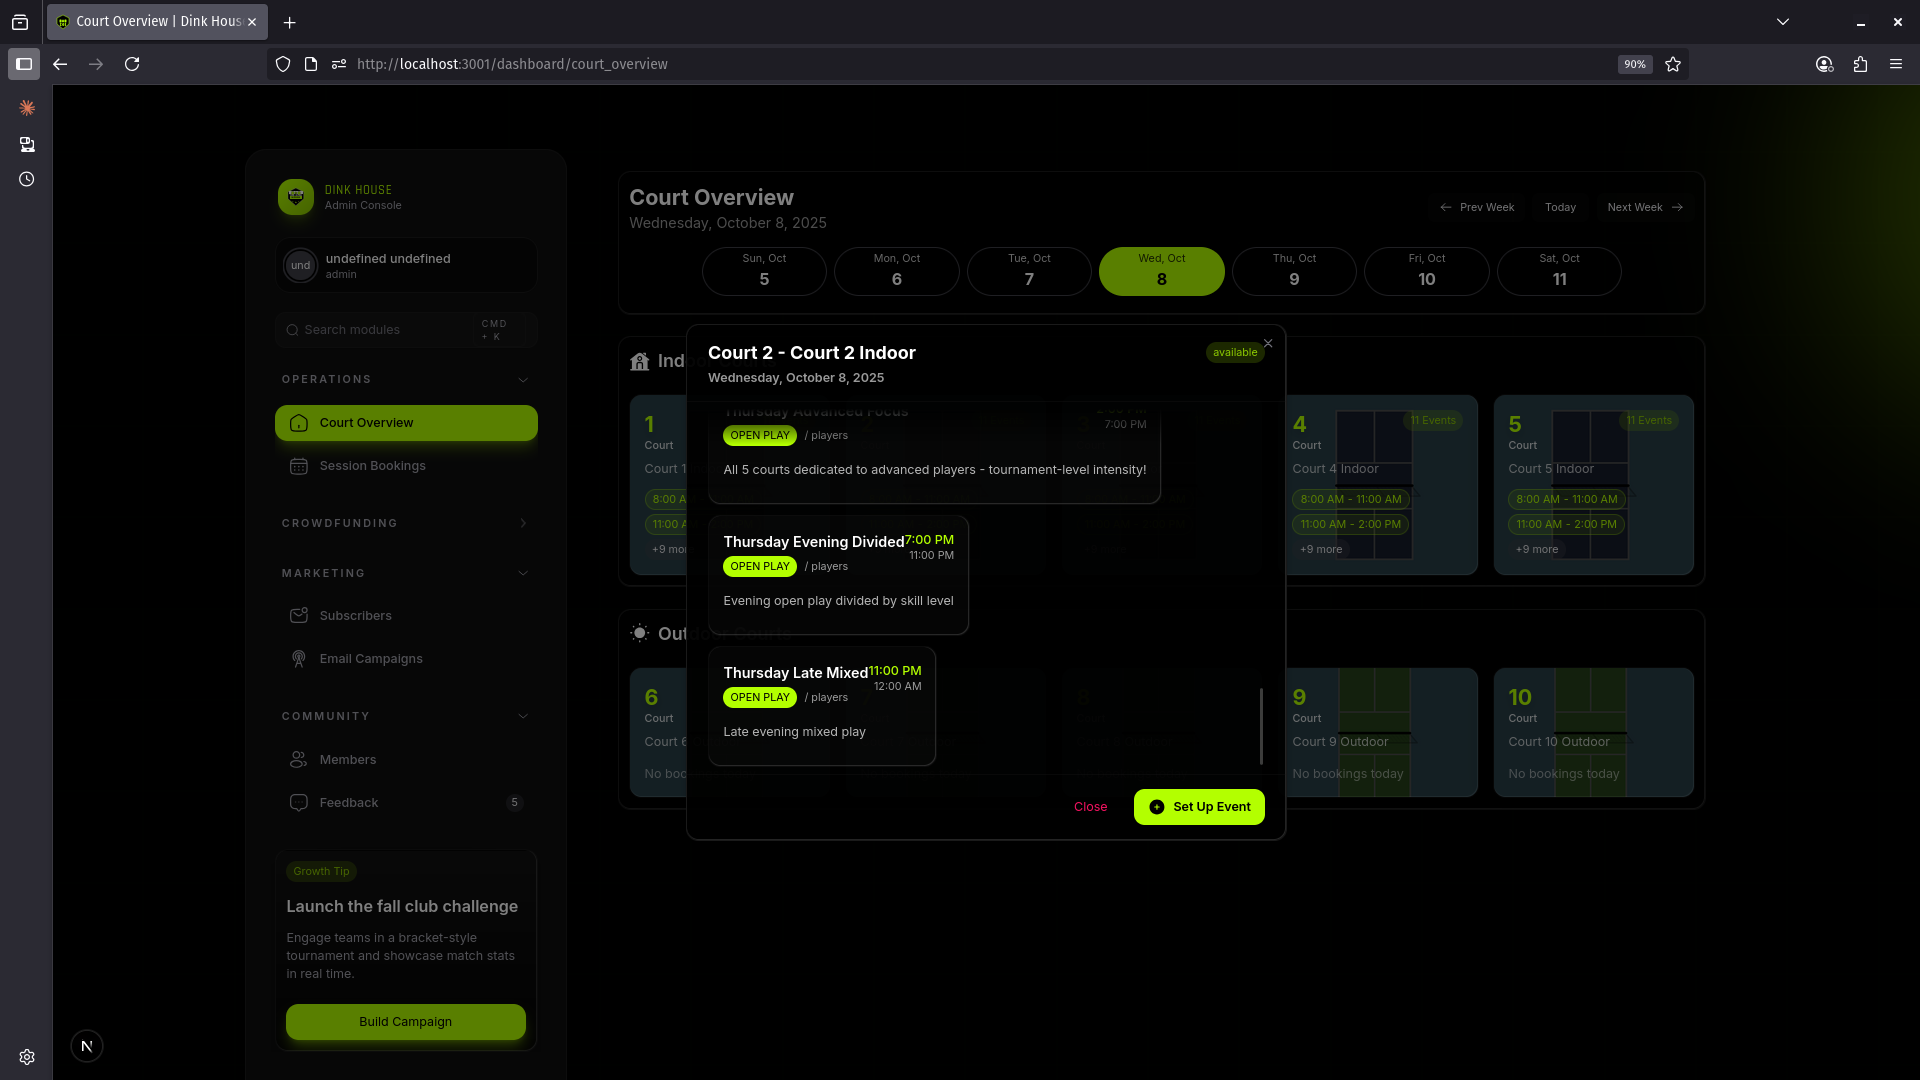 Court Overview | Dink Hous
http://localhost:3001/dashboard/court_overview
90%
DINK HOUSE
Admin Console
und
undefined undefined
admin
Search modules
CMD + K
OPERATIONS
Court Overview
Session Bookings
CROWDFUNDING
MARKETING
Subscribers
Email Campaigns
COMMUNITY
Members
Feedback
5
Growth Tip
Launch the fall club challenge
Engage teams in a bracket-style
tournament and showcase match stats
in real time.
Build Campaign
N
Court Overview
Wednesday, October 8, 2025
Prev Week
Today
Next Week
Sun, Oct
5
Mon, Oct
6
Tue, Oct
7
Wed, Oct
8
Thu, Oct
9
Fri, Oct
10
Sat, Oct
11
Court 2 - Court 2 Indoor
Wednesday, October 8, 2025
available
Thursday Advanced Focus
7:00 PM
OPEN PLAY
/ players
All 5 courts dedicated to advanced players - tournament-level intensity!
Thursday Evening Divided
7:00 PM
11:00 PM
OPEN PLAY
/ players
Evening open play divided by skill level
Thursday Late Mixed
11:00 PM
12:00 AM
OPEN PLAY
/ players
Late evening mixed play
Close
Set Up Event
1
Court
Court 1
8:00 A
11:00 A
+9 mor
4
Court
11 Events
Court 4 Indoor
8:00 AM - 11:00 AM
11:00 AM - 2:00 PM
+9 more
5
Court
11 Events
Court 5 Indoor
8:00 AM - 11:00 AM
11:00 AM - 2:00 PM
+9 more
Outdoor Courts
6
Court
Court 6
No boo
9
Court
Court 9 Outdoor
No bookings today
10
Court
Court 10 Outdoor
No bookings today